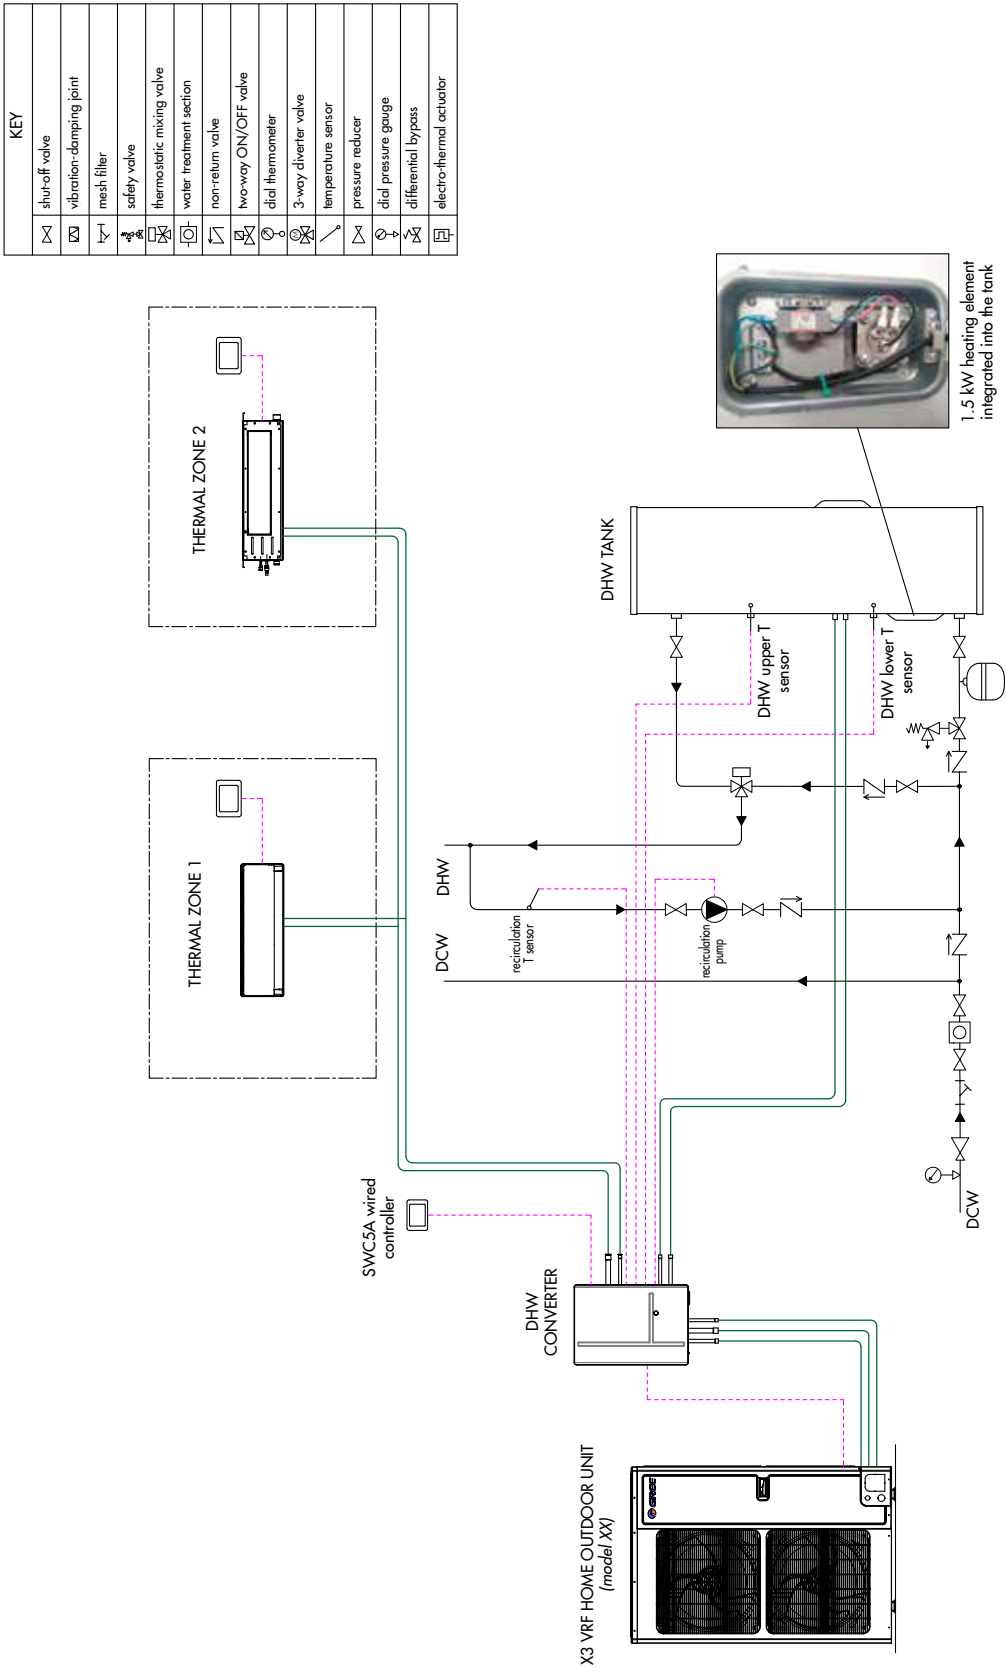 KEY
shut-off valve
vibration-damping joint
mesh filter
safety valve
thermostatic mixing valve
water treatment section
non-return valve
two-way ON/OFF valve
dial thermometer
3-way diverter valve
temperature sensor
pressure reducer
dial pressure gauge
differential bypass
electro-thermal actuator
THERMAL ZONE 1
THERMAL ZONE 2
SWC5A wired
controller
DHW
CONVERTER
X3 VRF HOME OUTDOOR UNIT
(model XX)
GREE
DCW
DHW
recirculation
T sensor
recirculation
pump
DHW TANK
DHW upper T
sensor
DHW lower T
sensor
DCW
1.5 kW heating element
integrated into the tank
M